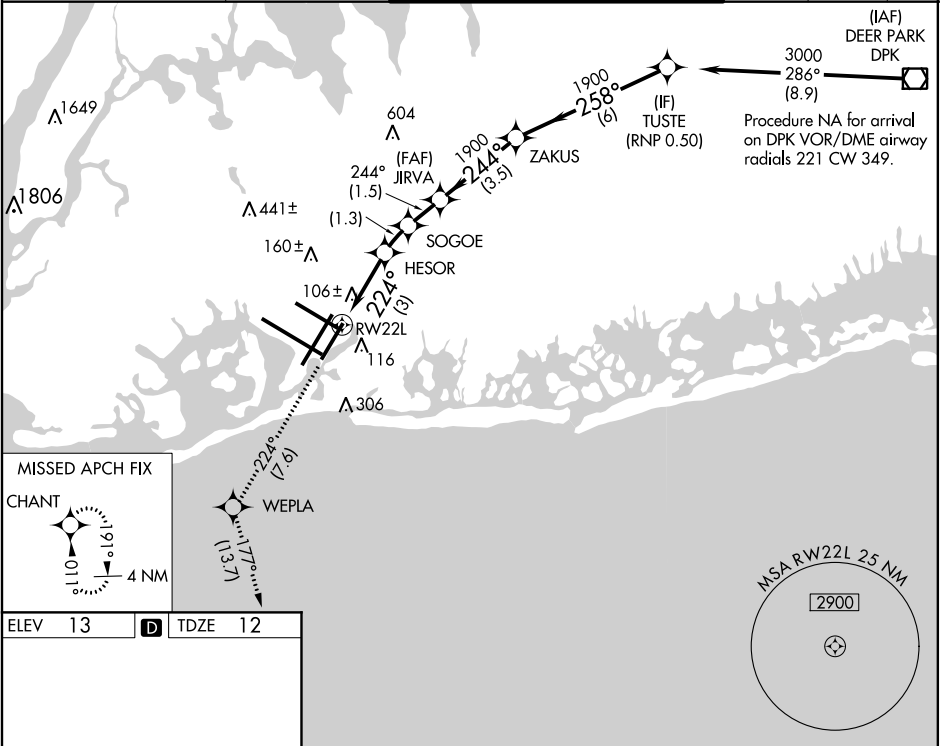 (IAF)
DEER PARK
DPK
3000
286°
(8.9)
1900
258°
(6)
(IF)
TUSTE
(RNP 0.50)
Procedure NA for arrival
on DPK VOR/DME airway
radials 221 CW 349.
1649
604
1900
244°
(3.5)
ZAKUS
(FAF)
JIRVA
244°
(1.5)
1806
441±
(1.3)
SOGOE
160±
HESOR
106±
224°
(3)
RW22L
116
306
224°
(7.6)
MISSED APCH FIX
CHANT
191°
011°
4 NM
WEPLA
177°
(13.7)
MSA RW22L 25 NM
2900
ELEV 13 D TDZE 12